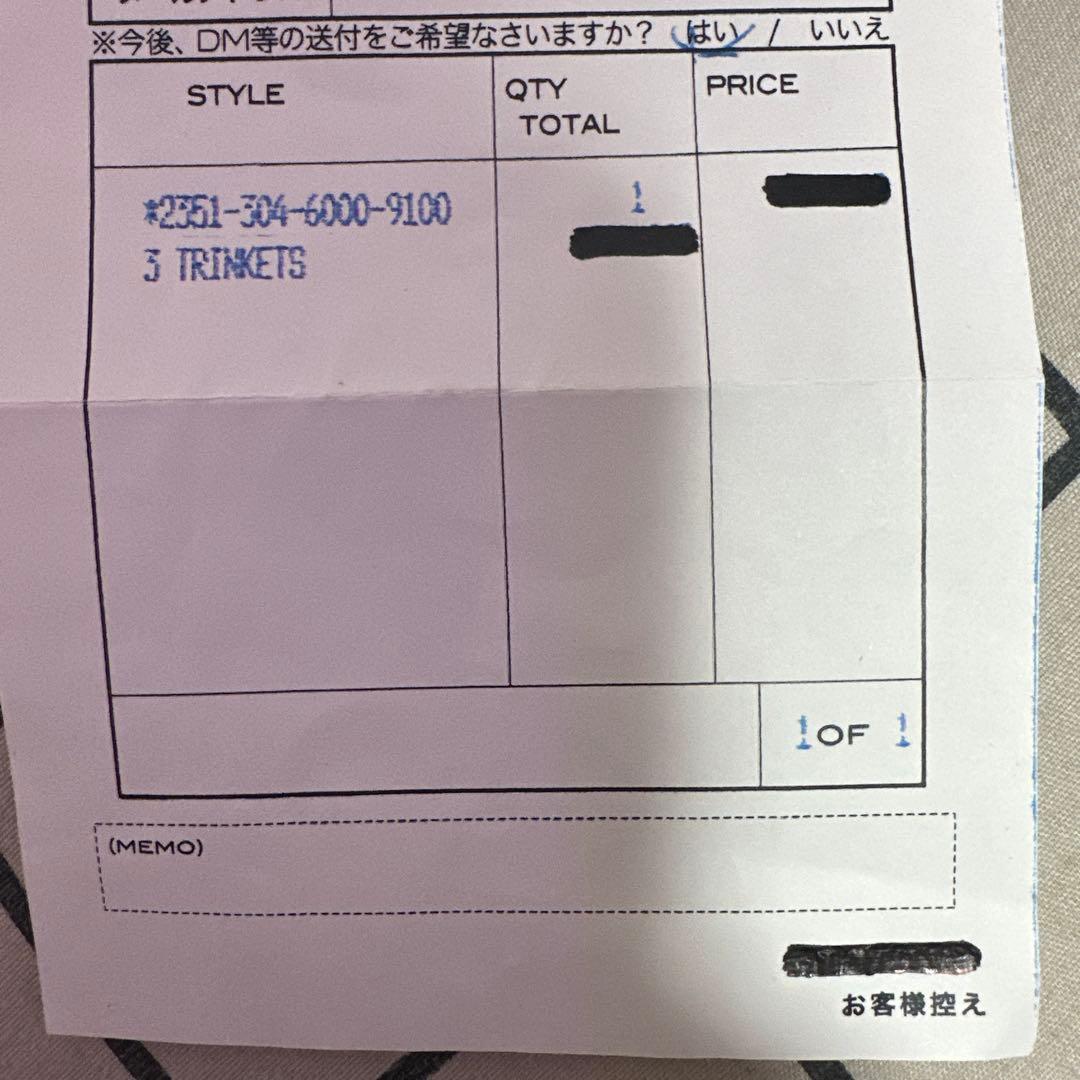 ※今後、DM等の送付をご希望なさいますか? はい / いいえ
STYLE
QTY
TOTAL
PRICE
*2351-304-6000-9100
1
3 TRINKETS
1 OF 1
(MEMO)
お客様控え